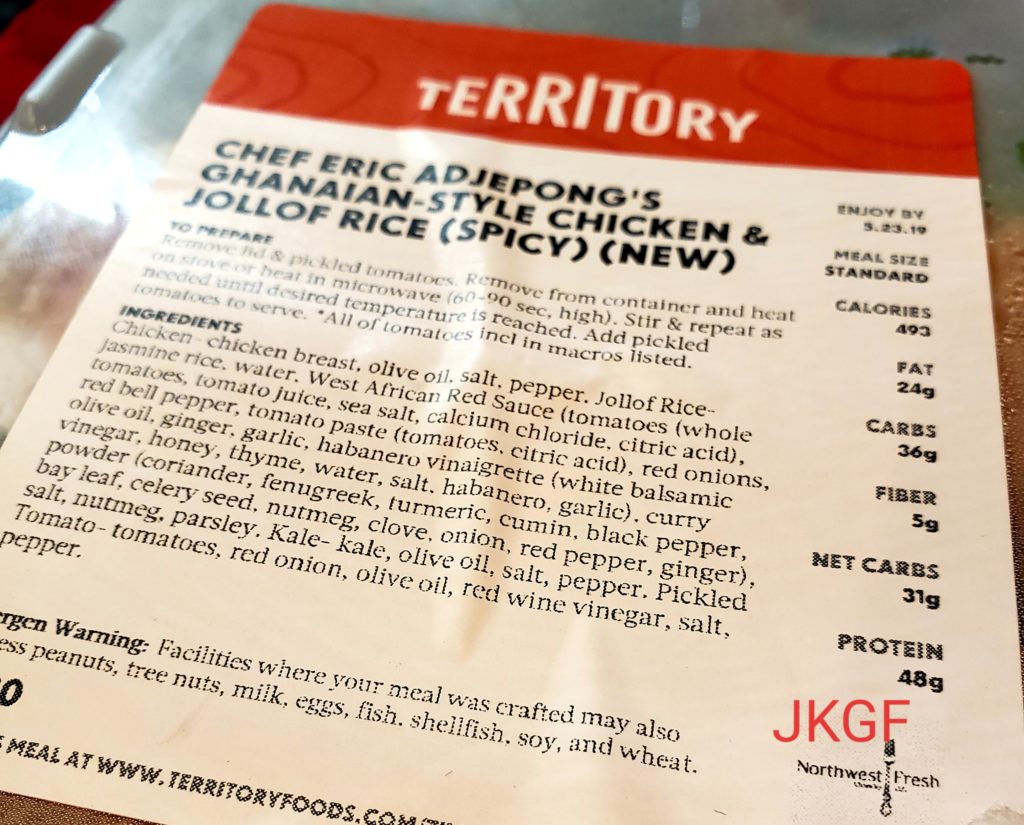 TERRITORY
CHEF ERIC ADJEPONG'S
GHANAIAN-STYLE CHICKEN &
JOLLOF RICE (SPICY) (NEW)
TO PREPARE
Remove lid & pickled tomatoes. Remove from container and heat
on stove or heat in microwave (60-90 sec, high). Stir & repeat as
needed until desired temperature is reached. Add pickled
tomatoes to serve. *All of tomatoes incl in macros listed.
INGREDIENTS
Chicken- chicken breast, olive oil, salt, pepper. Jollof Rice-
jasmine rice, water, West African Red Sauce (tomatoes (whole
tomatoes, tomato juice, sea salt, calcium chloride, citric acid),
red bell pepper, tomato paste (tomatoes, citric acid), red onions,
olive oil, ginger, garlic, habanero vinaigrette (white balsamic
vinegar, honey, thyme, water, salt, habanero, garlic), curry
powder (coriander, fenugreek, turmeric, cumin, black pepper,
bay leaf, celery seed, nutmeg, clove, onion, red pepper, ginger),
salt, nutmeg, parsley. Kale- kale, olive oil, salt, pepper. Pickled
Tomato- tomatoes, red onion, olive oil, red wine vinegar, salt,
pepper.
ENJOY BY
5.23.19
MEAL SIZE
STANDARD
CALORIES
493
FAT
24g
CARBS
36g
FIBER
5g
NET CARBS
31g
PROTEIN
48g
ergen Warning: Facilities where your meal was crafted may also
ess peanuts, tree nuts, milk, eggs, fish, shellfish, soy, and wheat.
MEAL AT WWW.TERRITORYFOODS.COM
JKGF
Northwest Fresh